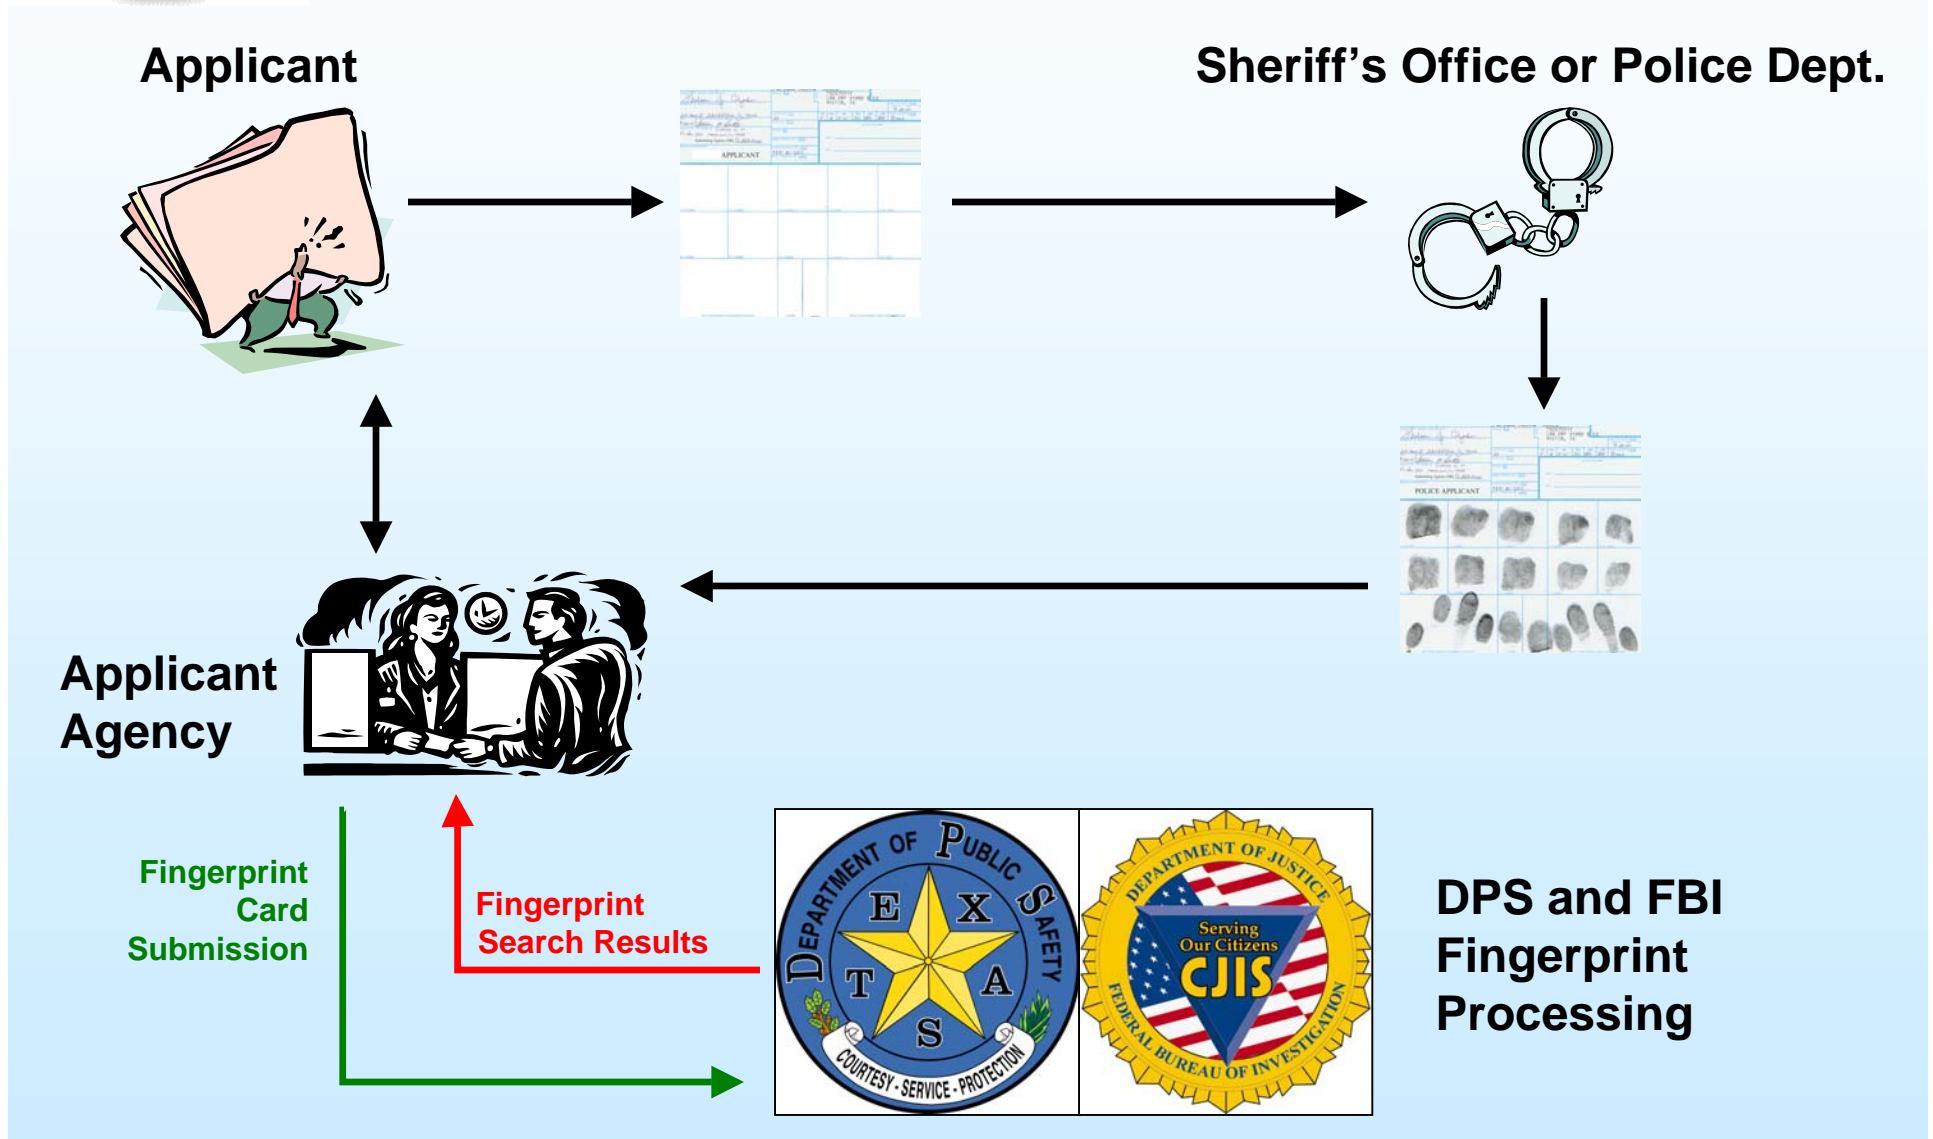 Applicant
Sheriff's Office or Police Dept.
APPLICANT
POLICE APPLICANT
Applicant
Agency
Fingerprint
Card
Submission
Fingerprint
Search Results
DEPARTMENT OF PUBLIC SAFETY
TEXAS
COURTESY - SERVICE - PROTECTION
DEPARTMENT OF JUSTICE
Serving
Our Citizens
CJIS
FEDERAL BUREAU OF INVESTIGATION
DPS and FBI
Fingerprint
Processing